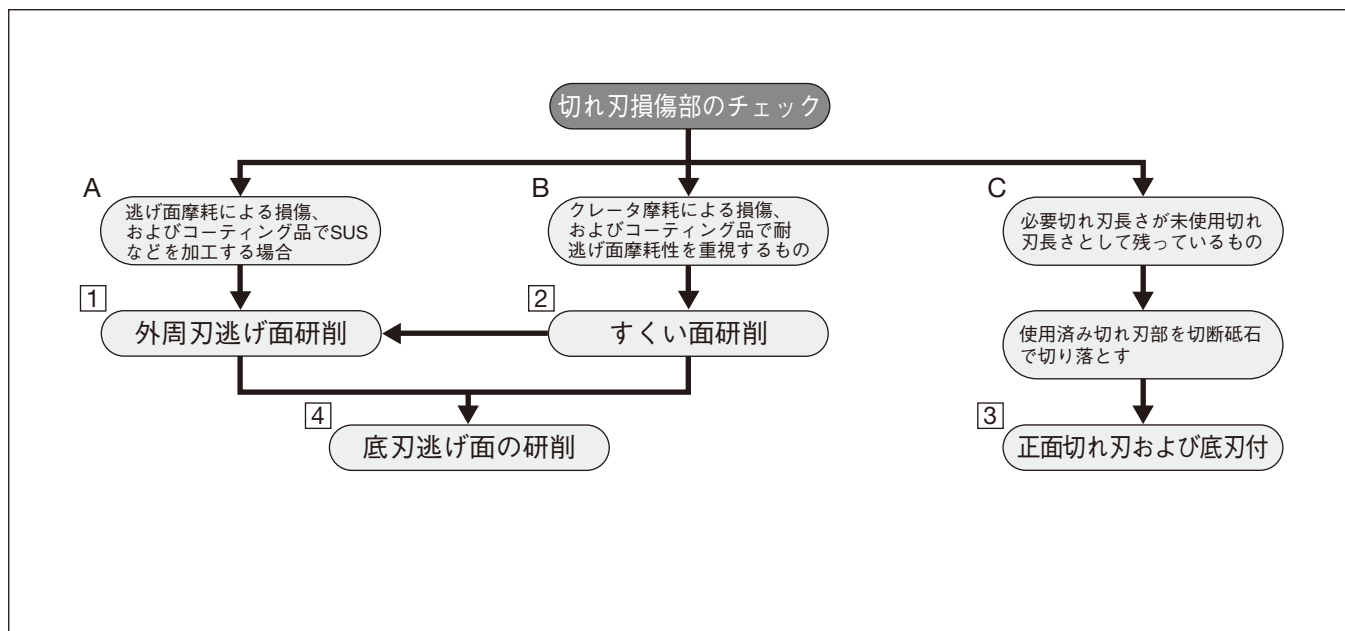 切れ刃損傷部のチェック
A
逃げ面摩耗による損傷、
およびコーティング品でSUS
などを加工する場合
B
クレータ摩耗による損傷、
およびコーティング品で耐
逃げ面摩耗性を重視するもの
C
必要切れ刃長さが未使用切れ
刃長さとして残っているもの
1
外周刃逃げ面研削
2
すくい面研削
使用済み切れ刃部を切断砥石
で切り落とす
4
底刃逃げ面の研削
3
正面切れ刃および底刃付